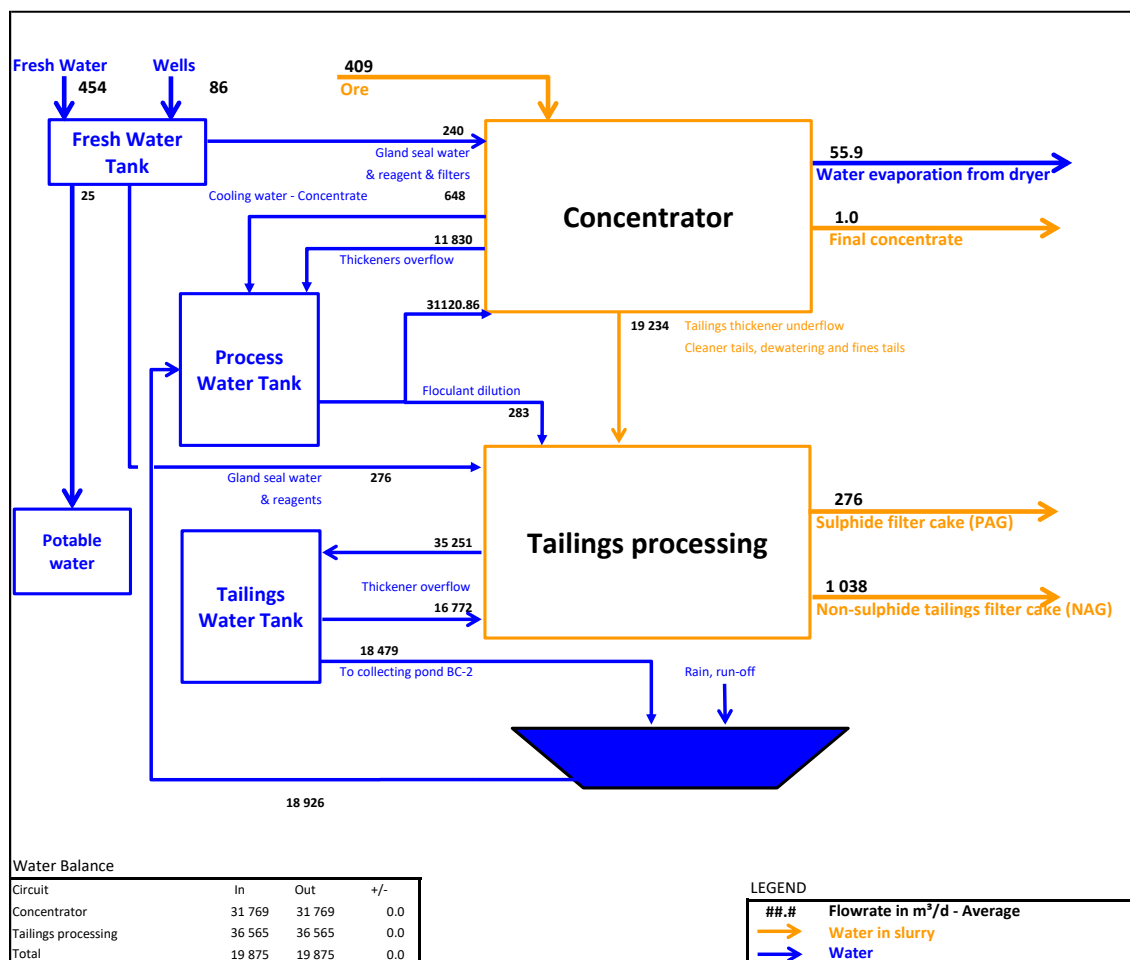 Fresh Water
454
Wells
86
409
Ore
Fresh Water
Tank
240
Gland seal water
& reagent & filters
25
Cooling water - Concentrate
648
11 830
Thickeners overflow
Concentrator
55.9
Water evaporation from dryer
1.0
Final concentrate
31120.86
19 234
Tailings thickener underflow
Cleaner tails, dewatering and fines tails
Process
Water Tank
Floculant dilution
283
Gland seal water
& reagents
276
Potable
water
35 251
Thickener overflow
16 772
Tailings
Water Tank
Tailings processing
276
Sulphide filter cake (PAG)
1 038
Non-sulphide tailings filter cake (NAG)
18 479
To collecting pond BC-2
Rain, run-off
18 926
Water Balance
Circuit In Out +/-
Concentrator 31 769 31 769 0.0
Tailings processing 36 565 36 565 0.0
Total 19 875 19 875 0.0
LEGEND
##.# Flowrate in m³/d - Average
Water in slurry
Water